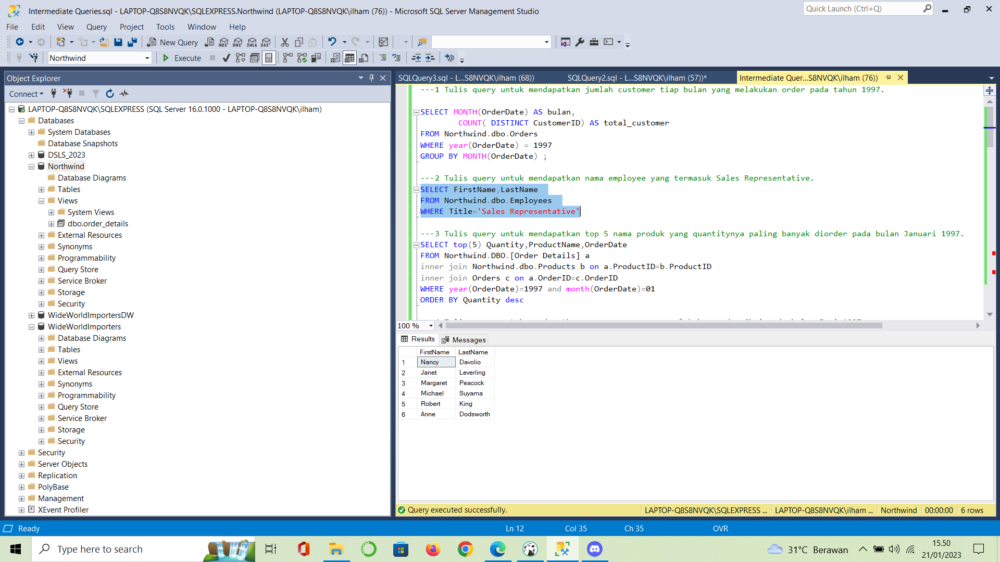 Intermediate Queries.sql - LAPTOP-Q8S8NVQK\SQLEXPRESS.Northwind (LAPTOP-Q8S8NVQK\ilham (76)) - Microsoft SQL Server Management Studio
Quick Launch (Ctrl+Q)
File Edit View Query Project Tools Window Help
New Query
MDX DMX XMLA DAX
Northwind
Execute
Object Explorer
Connect
LAPTOP-Q8S8NVQK\SQLEXPRESS (SQL Server 16.0.1000 - LAPTOP-Q8S8NVQK\ilham)
Databases
System Databases
Database Snapshots
DSLS_2023
Northwind
Database Diagrams
Tables
Views
System Views
dbo.order_details
External Resources
Synonyms
Programmability
Query Store
Service Broker
Storage
Security
WideWorldImportersDW
WideWorldImporters
Database Diagrams
Tables
Views
External Resources
Synonyms
Programmability
Query Store
Service Broker
Storage
Security
Security
Server Objects
Replication
PolyBase
Management
XEvent Profiler
SQLQuery3.sql - L...S8NVQK\ilham (68))
SQLQuery2.sql - L...S8NVQK\ilham (57))*
Intermediate Quer...S8NVQK\ilham (76))
---1 Tulis query untuk mendapatkan jumlah customer tiap bulan yang melakukan order pada tahun 1997.
SELECT MONTH(OrderDate) AS bulan,
COUNT( DISTINCT CustomerID) AS total_customer
FROM Northwind.dbo.Orders
WHERE year(OrderDate) = 1997
GROUP BY MONTH(OrderDate) ;
---2 Tulis query untuk mendapatkan nama employee yang termasuk Sales Representative.
SELECT FirstName,LastName
FROM Northwind.dbo.Employees
WHERE Title='Sales Representative'
---3 Tulis query untuk mendapatkan top 5 nama produk yang quantitynya paling banyak diorder pada bulan Januari 1997.
SELECT top(5) Quantity,ProductName,OrderDate
FROM Northwind.DBO.[Order Details] a
inner join Northwind.dbo.Products b on a.ProductID=b.ProductID
inner join Orders c on a.OrderID=c.OrderID
WHERE year(OrderDate)=1997 and month(OrderDate)=01
ORDER BY Quantity desc
100 %
Results Messages
FirstName LastName
1 Nancy Davolio
2 Janet Leverling
3 Margaret Peacock
4 Michael Suyama
5 Robert King
6 Anne Dodsworth
Query executed successfully.
LAPTOP-Q8S8NVQK\SQLEXPRESS ... LAPTOP-Q8S8NVQK\ilham ... Northwind 00:00:00 6 rows
Ready
Ln 12 Col 35 Ch 35 OVR
Type here to search
31°C Berawan
15.50
21/01/2023